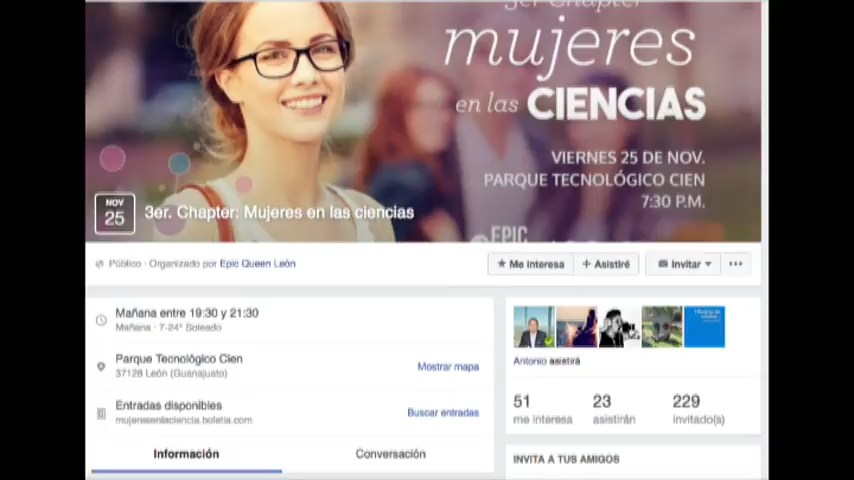 3er Chapter
mujeres
en las CIENCIAS
VIERNES 25 DE NOV.
PARQUE TECNOLÓGICO CIEN
7:30 P.M.
EPIC
NOV
25
3er. Chapter: Mujeres en las ciencias
Público · Organizado por Epic Queen León
★ Me interesa
+ Asistiré
Invitar ▾
•••
Mañana entre 19:30 y 21:30
Mañana · 7-24° Soleado
Parque Tecnológico Cien
37128 León (Guanajuato)
Mostrar mapa
Entradas disponibles
mujeresenlaciencia.boletia.com
Buscar entradas
Información
Conversación
Antonio asistirá
51
me interesa
23
asistirán
229
invitado(s)
INVITA A TUS AMIGOS